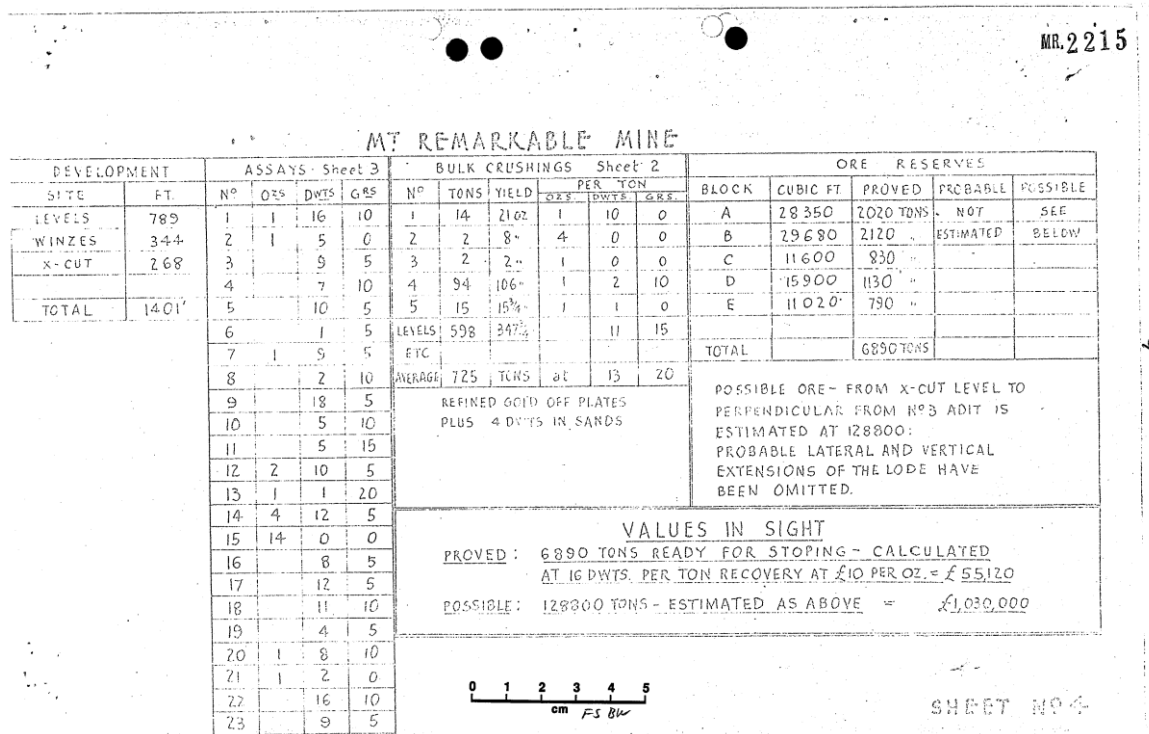 MR.2215
MT REMARKABLE MINE
DEVELOPMENT
SITE FT.
LEVELS 789
WINZES 344
X-CUT 268
TOTAL 1401'
ASSAYS Sheet 3
Nº OZS DWTS GRS
1 1 16 10
2 1 5 0
3 9 5
4 7 10
5 10 5
6 1 5
7 1 9 5
8 2 10
9 18 5
10 5 10
11 5 15
12 2 10 5
13 1 1 20
14 4 12 5
15 14 0 0
16 8 5
17 12 5
18 11 10
19 4 5
20 1 8 10
21 1 2 0
22 16 10
23 9 5
BULK CRUSHINGS Sheet 2
PER TON
Nº TONS YIELD OZS. DWTS. GRS.
1 14 21 oz 1 10 0
2 2 8 " 4 0 0
3 2 2 " 1 0 0
4 94 106 " 1 2 10
5 15 15¾ " 1 1 0
LEVELS 598 11 15
ETC
AVERAGE 725 TONS at 13 20
REFINED GOLD OFF PLATES
PLUS 4 DWTS IN SANDS
ORE RESERVES
BLOCK CUBIC FT. PROVED PROBABLE POSSIBLE
A 28350 2020 TONS. NOT SEE
B 29680 2120 " ESTIMATED BELOW
C 11600 830 "
D 15900 1130 "
E 11020 790 "
TOTAL 6890 TONS
POSSIBLE ORE - FROM X-CUT LEVEL TO
PERPENDICULAR FROM Nº3 ADIT IS
ESTIMATED AT 128800:
PROBABLE LATERAL AND VERTICAL
EXTENSIONS OF THE LODE HAVE
BEEN OMITTED.
VALUES IN SIGHT
PROVED: 6890 TONS READY FOR STOPING - CALCULATED
AT 16 DWTS. PER TON RECOVERY AT £10 PER OZ. = £55,120
POSSIBLE: 128800 TONS - ESTIMATED AS ABOVE = £1,030,000
0 1 2 3 4 5
cm FS BW
SHEET Nº 4